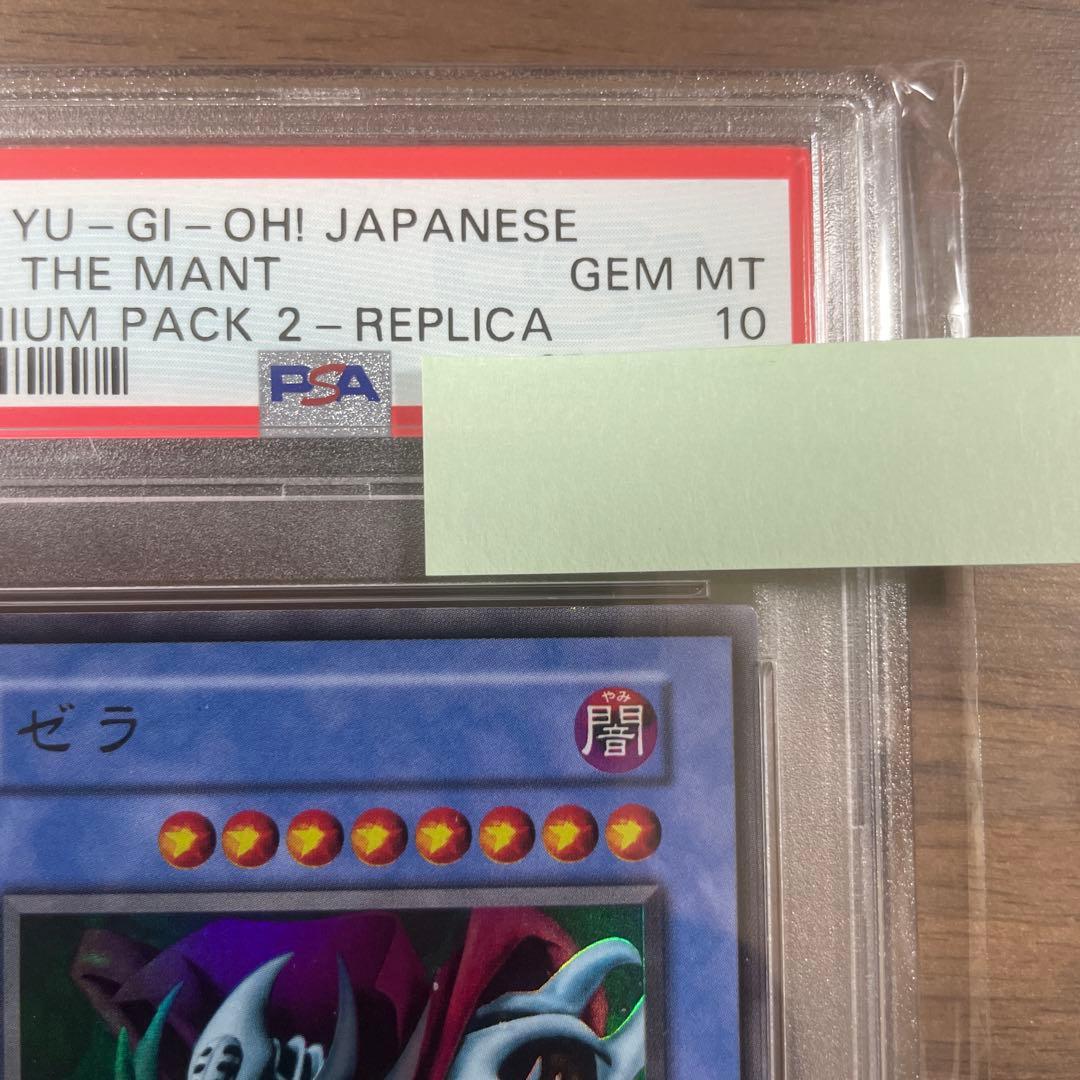 YU-GI-OH! JAPANESE
THE MANT
GEM MT
IUM PACK 2-REPLICA
10
PSA
ゼラ
やみ
闇